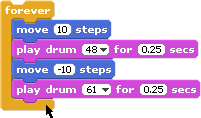 forever
move 10 steps
play drum 48 for 0.25 secs
move -10 steps
play drum 61 for 0.25 secs